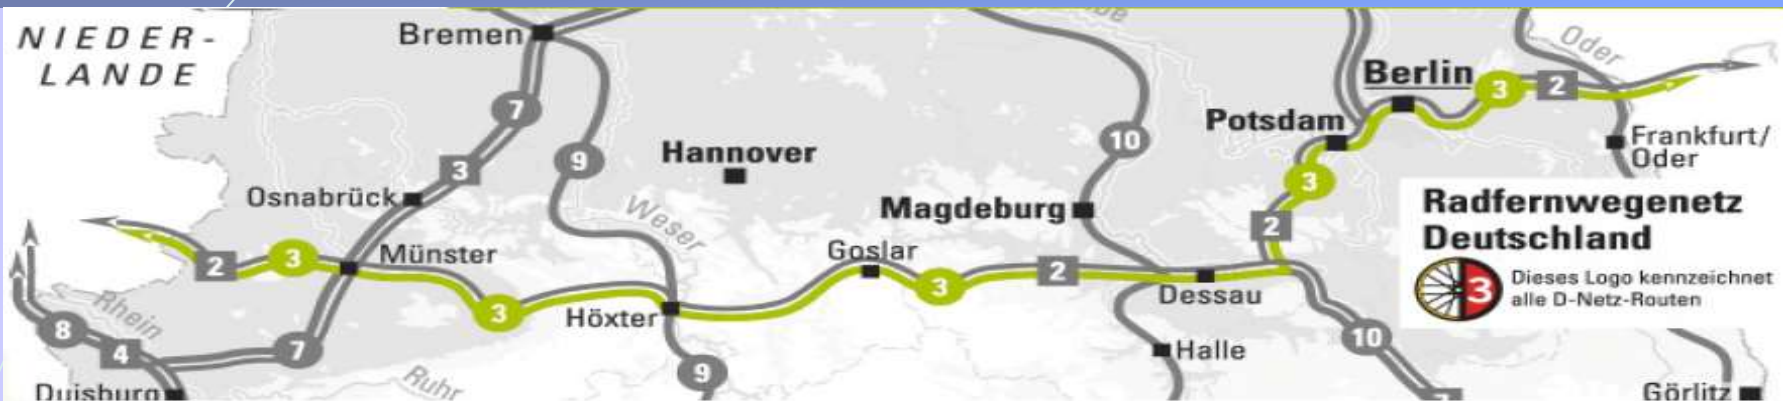 NIEDER-
LANDE
Bremen
7
9
3
Osnabrück
Hannover
Weser
2
3
Münster
3
Höxter
Rhein
8
4
7
Duisburg
Ruhr
9
Goslar
3
2
Magdeburg
10
Dessau
Halle
10
2
3
Potsdam
Berlin
3
2
Oder
Frankfurt/
Oder
Radfernwegenetz
Deutschland
3
Dieses Logo kennzeichnet
alle D-Netz-Routen
Görlitz